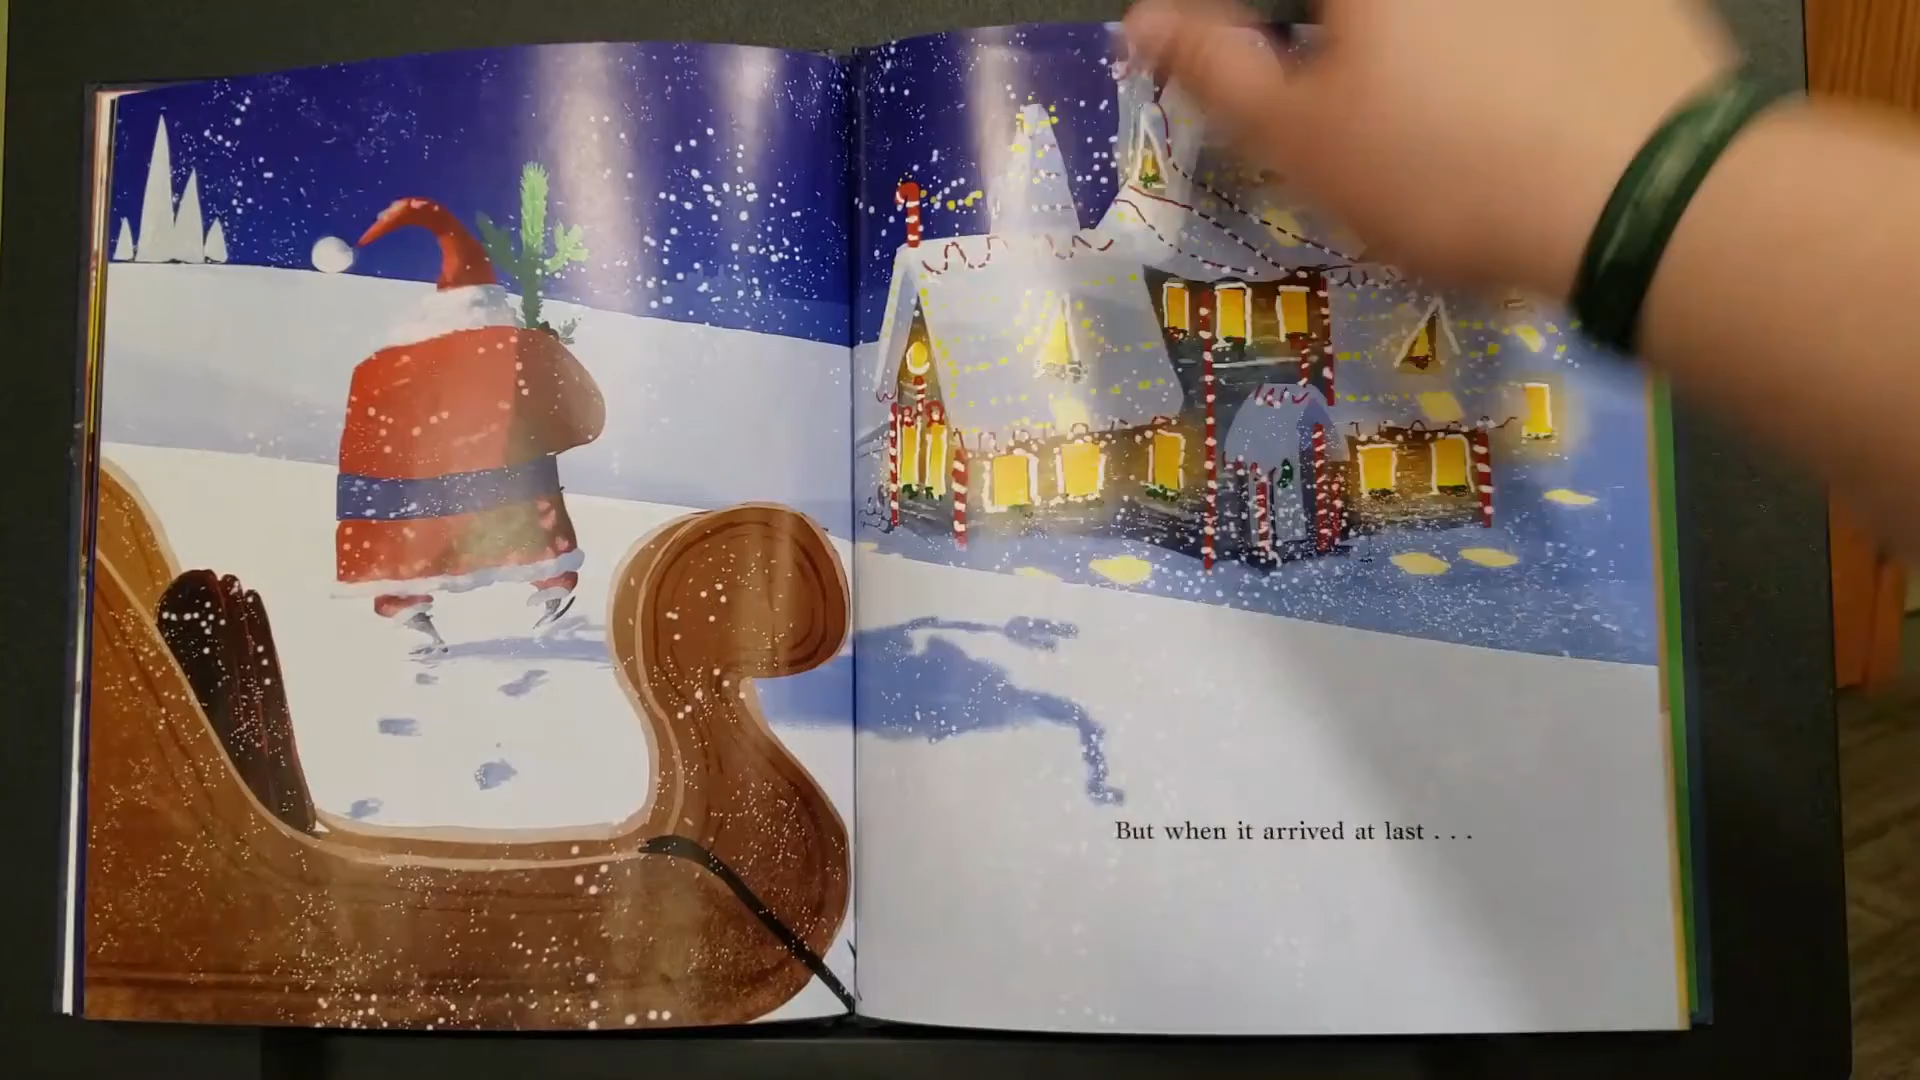 But when it arrived at last . . .